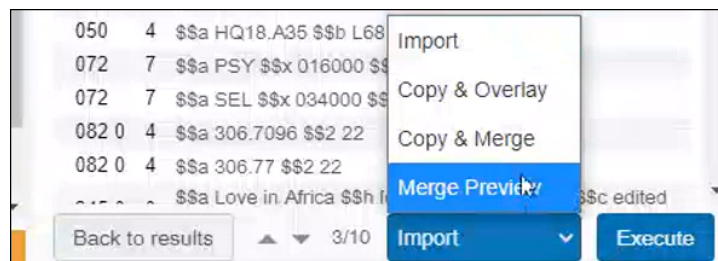 050 4 $$a HQ18.A35 $$b L68
Import
072 7 $$a PSY $$x 016000 $$
072 7 $$a SEL $$x 034000 $$
Copy & Overlay
082 0 4 $$a 306.7096 $$2 22
Copy & Merge
082 0 4 $$a 306.77 $$2 22
Merge Preview
$$a Love in Africa $$h $$c edited
Back to results 3/10 Import Execute